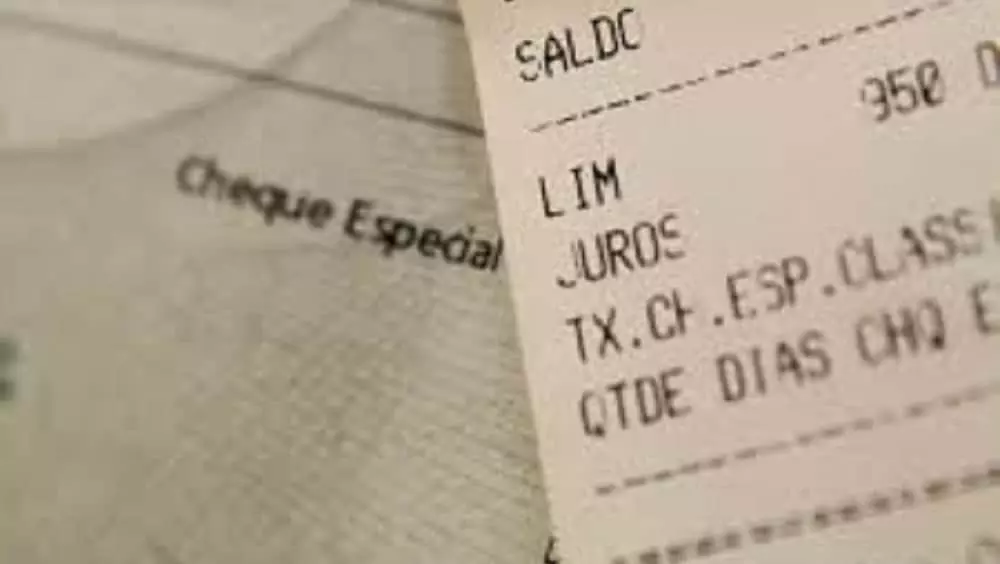 Cheque Especial
SALDO
950 D
LIM
JUROS
TX.CH.ESP.CLASS
QTDE DIAS CHQ E